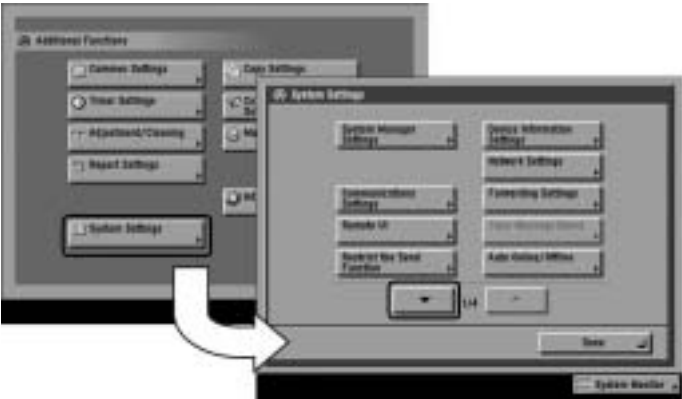 Additional Functions
Common Settings
Copy Settings
Timer Settings
Adjustment/Cleaning
Report Settings
System Settings
System Settings
System Manager
Settings
Device Information
Settings
Network Settings
Communications
Settings
Forwarding Settings
Remote UI
Restrict the Send
Function
Auto Online/Offline
1/4
Done
System Monitor